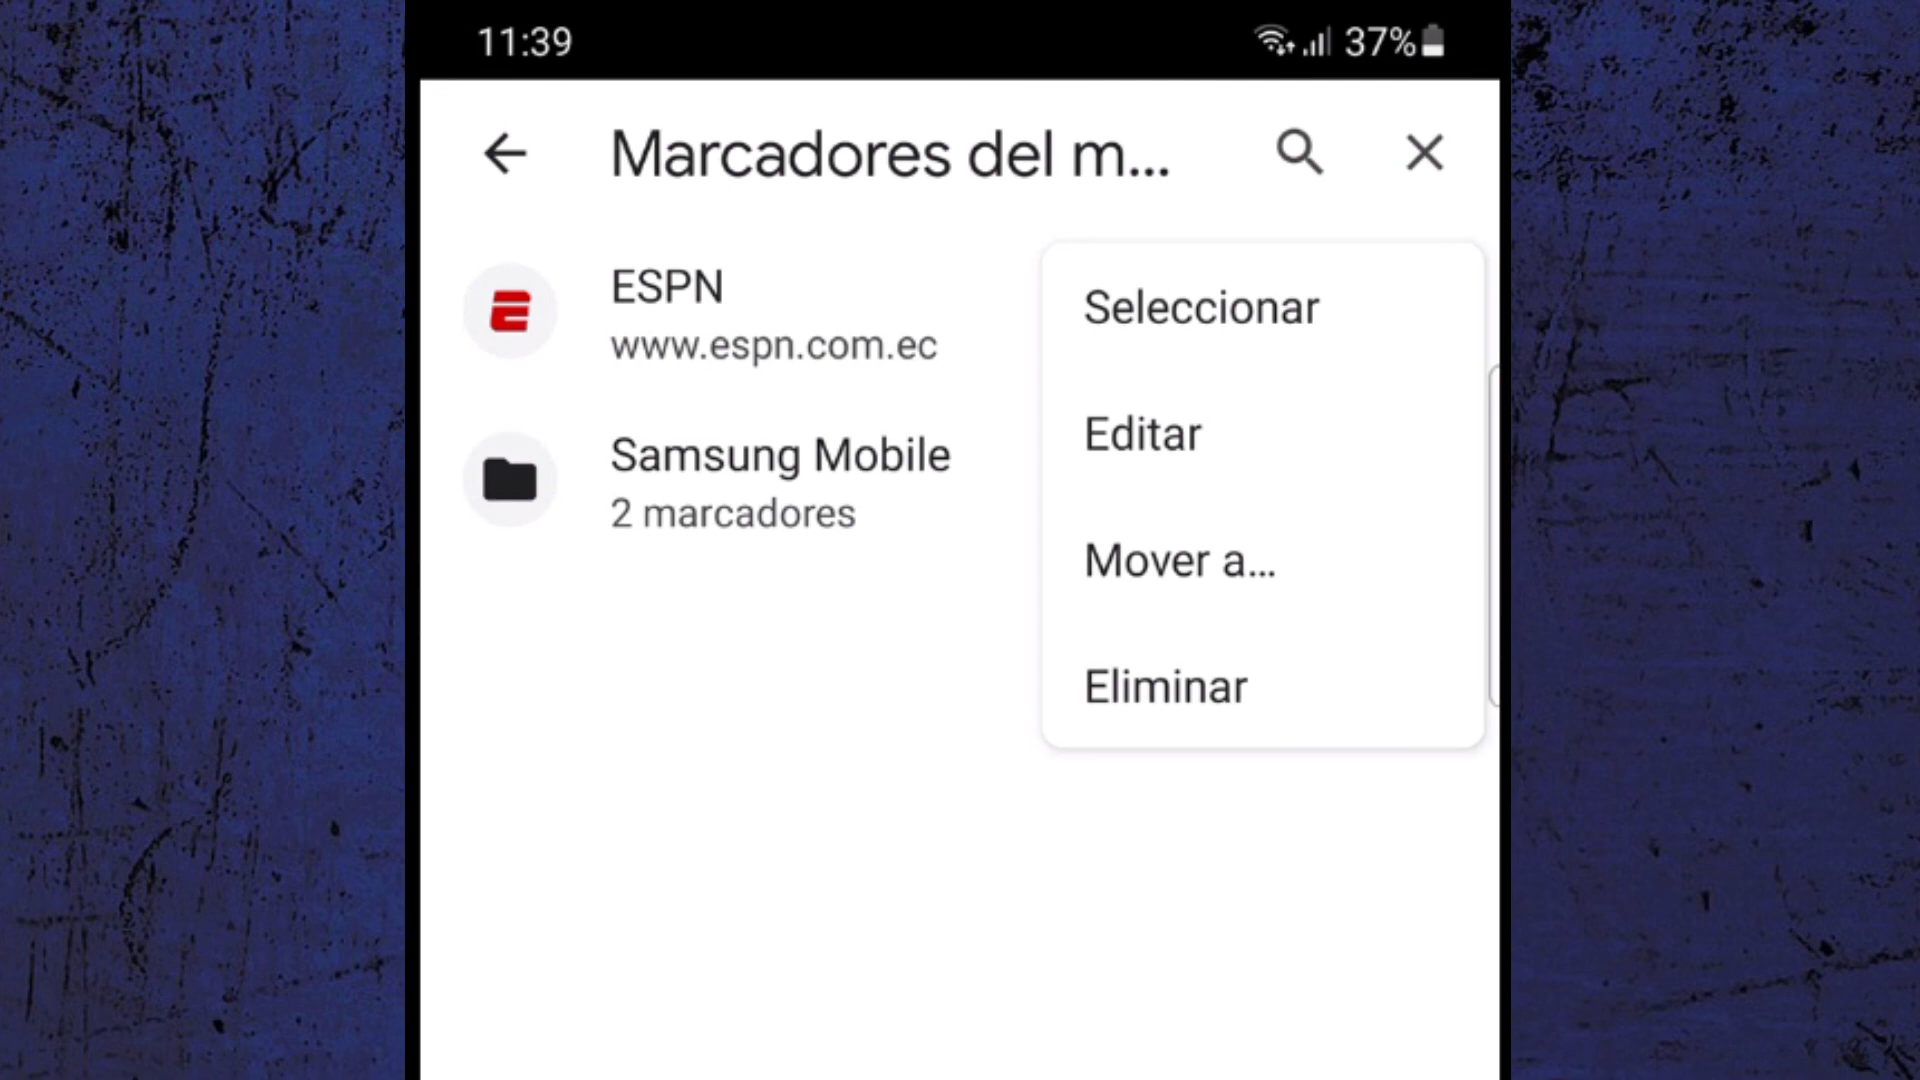 11:39 37%
Marcadores del m...
ESPN
www.espn.com.ec
Samsung Mobile
2 marcadores
Seleccionar
Editar
Mover a...
Eliminar